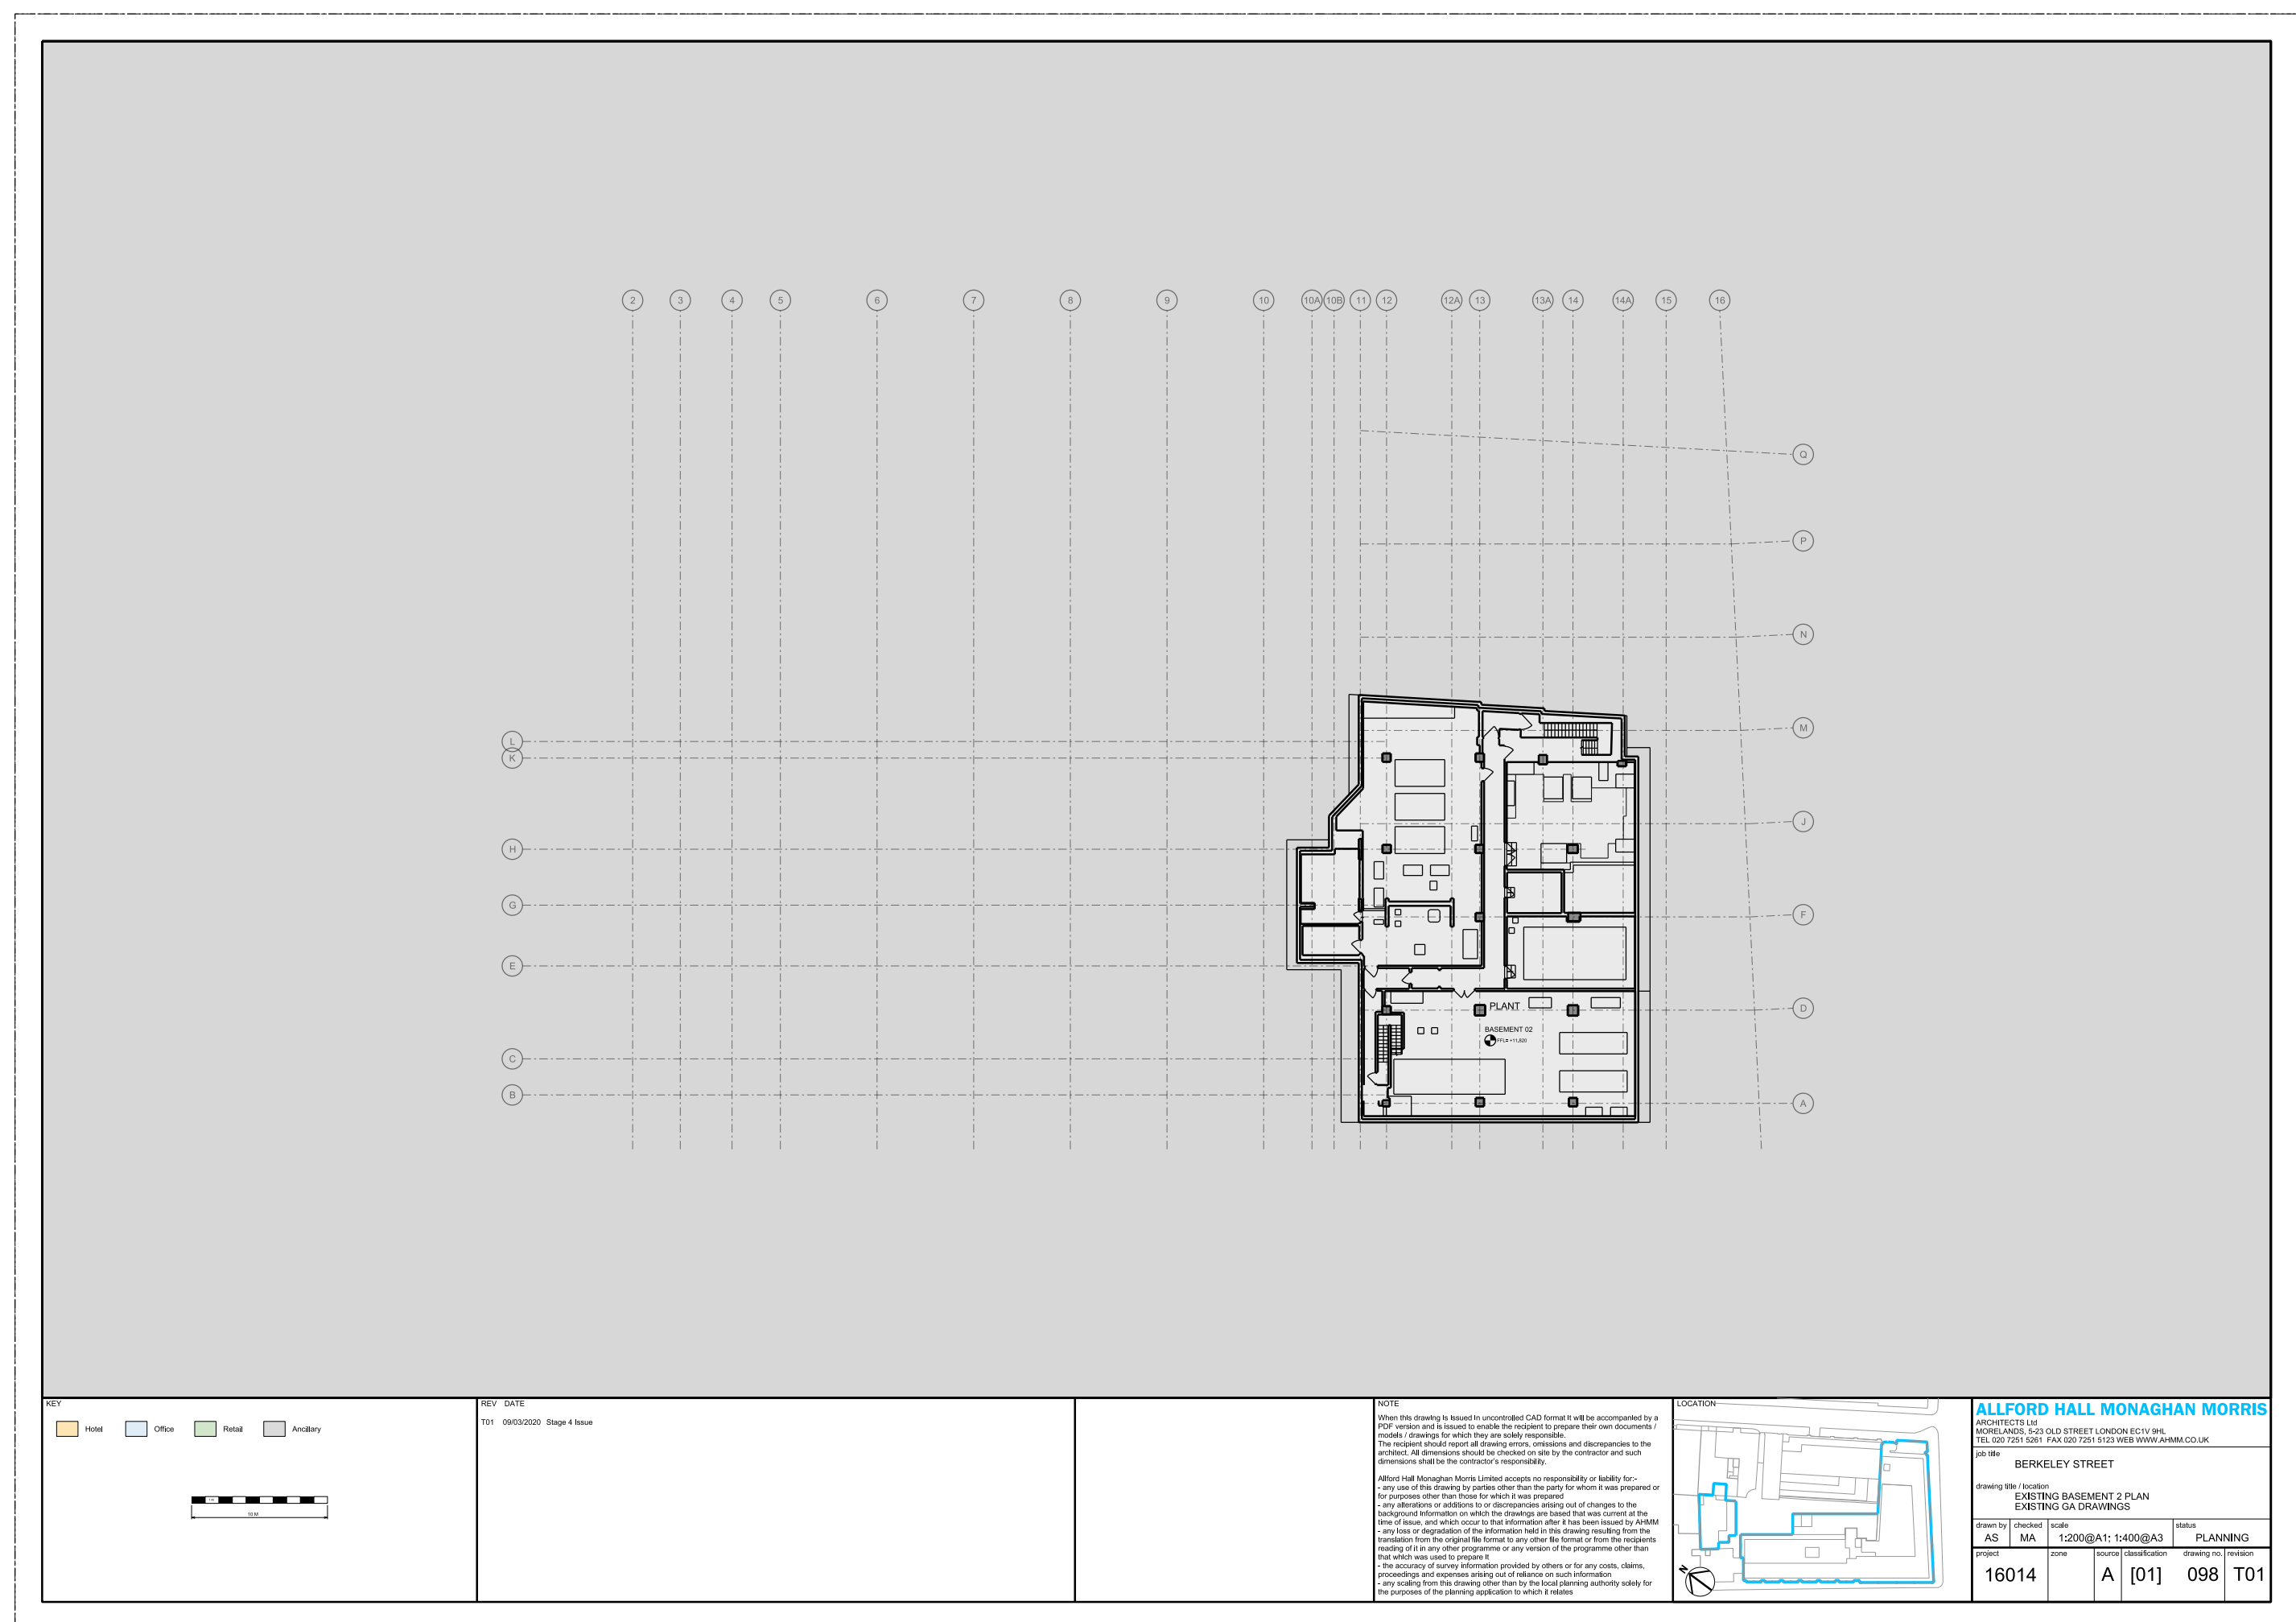 2 3 4 5 6 7 8 9 10 10A 10B 11 12 12A 13 13A 14 14A 15 16
Q
P
N
M
L
K
J
H
G
F
E
D
C
B
A
PLANT
BASEMENT 02
FFL= +11,820
KEY
Hotel Office Retail Ancillary
1 M
10 M
REV DATE
T01 09/03/2020 Stage 4 Issue
NOTE
When this drawing is issued in uncontrolled CAD format it will be accompanied by a
PDF version and is issued to enable the recipient to prepare their own documents /
models / drawings for which they are solely responsible.
The recipient should report all drawing errors, omissions and discrepancies to the
architect. All dimensions should be checked on site by the contractor and such
dimensions shall be the contractor's responsibility.
Allford Hall Monaghan Morris Limited accepts no responsibility or liability for:-
- any use of this drawing by parties other than the party for whom it was prepared or
for purposes other than those for which it was prepared
- any alterations or additions to or discrepancies arising out of changes to the
background information on which the drawings are based that was current at the
time of issue, and which occur to that information after it has been issued by AHMM
- any loss or degradation of the information held in this drawing resulting from the
translation from the original file format to any other file format or from the recipients
reading of it in any other programme or any version of the programme other than
that which was used to prepare it
- the accuracy of survey information provided by others or for any costs, claims,
proceedings and expenses arising out of reliance on such information
- any scaling from this drawing other than by the local planning authority solely for
the purposes of the planning application to which it relates
LOCATION
N
ALLFORD HALL MONAGHAN MORRIS
ARCHITECTS Ltd
MORELANDS, 5-23 OLD STREET LONDON EC1V 9HL
TEL 020 7251 5261 FAX 020 7251 5123 WEB WWW.AHMM.CO.UK
job title
BERKELEY STREET
drawing title / location
EXISTING BASEMENT 2 PLAN
EXISTING GA DRAWINGS
drawn by checked scale status
AS MA 1:200@A1; 1:400@A3 PLANNING
project zone source classification drawing no. revision
16014 A [01] 098 T01